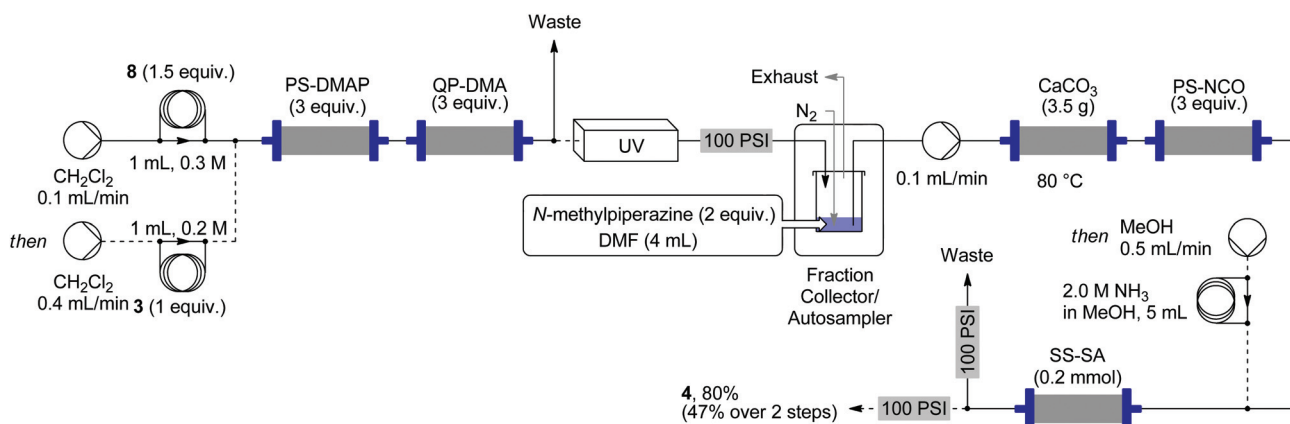 Waste
8 (1.5 equiv.)
PS-DMAP
(3 equiv.)
QP-DMA
(3 equiv.)
Exhaust
N2
CaCO3
(3.5 g)
PS-NCO
(3 equiv.)
1 mL, 0.3 M
CH2Cl2
0.1 mL/min
UV
100 PSI
0.1 mL/min
80 °C
then
1 mL, 0.2 M
CH2Cl2
0.4 mL/min
3 (1 equiv.)
N-methylpiperazine (2 equiv.)
DMF (4 mL)
Fraction
Collector/
Autosampler
then
MeOH
0.5 mL/min
2.0 M NH3
in MeOH, 5 mL
Waste
100 PSI
SS-SA
(0.2 mmol)
100 PSI
4, 80%
(47% over 2 steps)